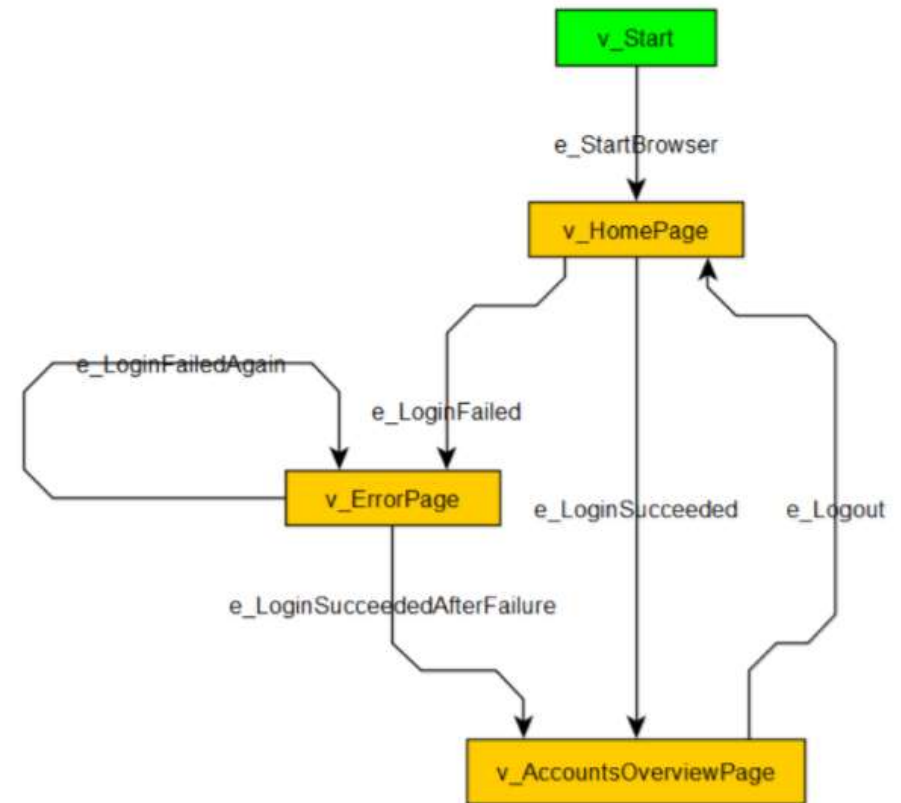 v_Start
e_StartBrowser
v_HomePage
e_LoginFailedAgain
e_LoginFailed
v_ErrorPage
e_LoginSucceeded
e_Logout
e_LoginSucceededAfterFailure
v_AccountsOverviewPage